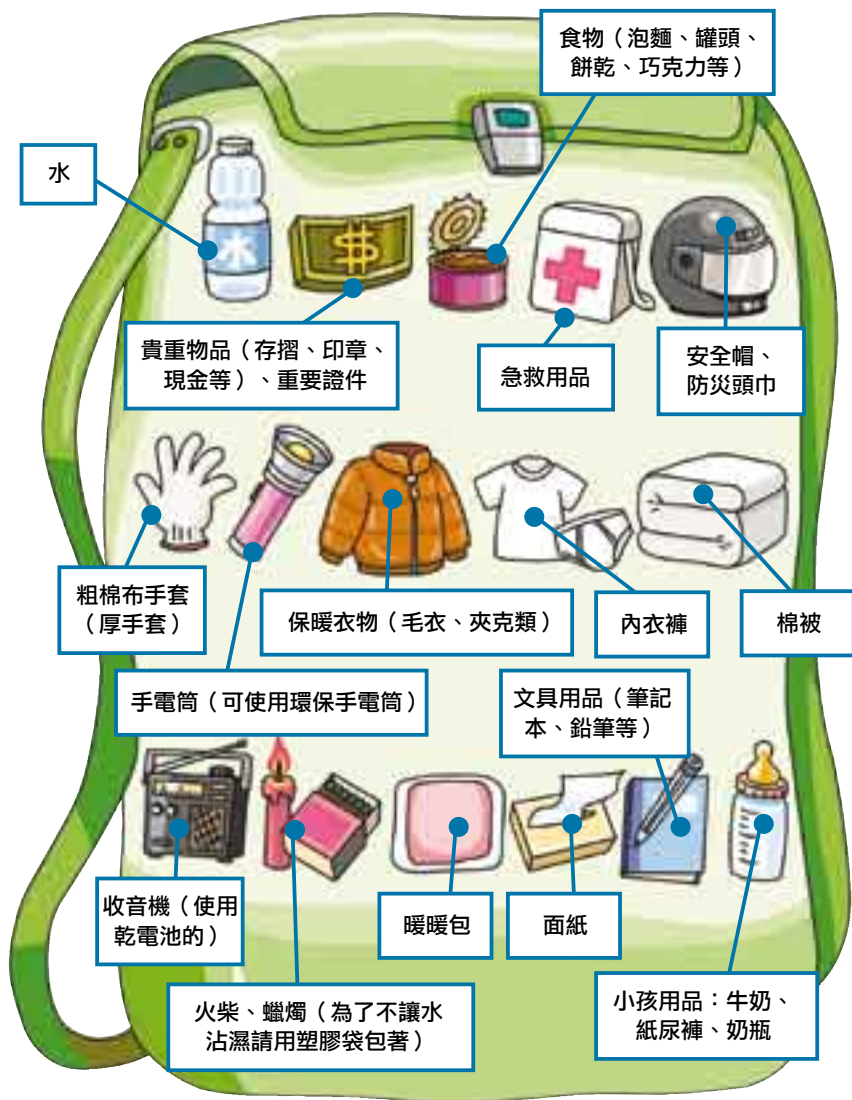 食物（泡麵、罐頭、
餅乾、巧克力等）
水
水
貴重物品（存摺、印章、
現金等）、重要證件
急救用品
安全帽、
防災頭巾
粗棉布手套
（厚手套）
保暖衣物（毛衣、夾克類）
內衣褲
棉被
手電筒（可使用環保手電筒）
文具用品（筆記
本、鉛筆等）
收音機（使用
乾電池的）
暖暖包
面紙
火柴、蠟燭（為了不讓水
沾濕請用塑膠袋包著）
小孩用品：牛奶、
紙尿褲、奶瓶